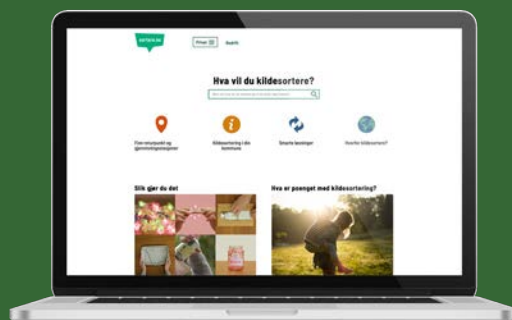 Hva vil du kildesortere?
Finn returpunkt og
gjenvinningsstasjoner
Kildesortering i din
kommune
Smarte løsninger
Hvorfor kildesortere?
Slik gjør du det
Hva er poenget med kildesortering?